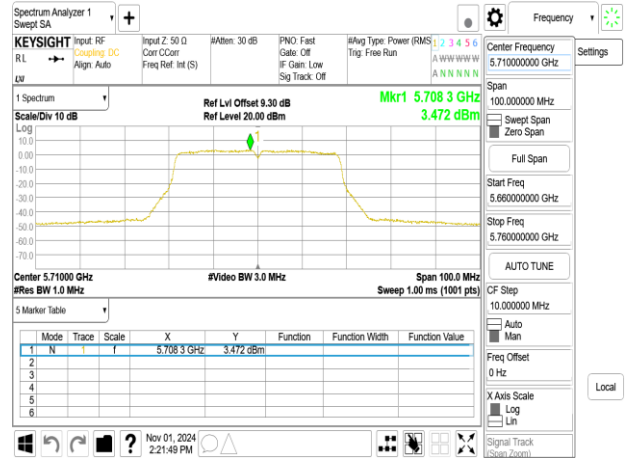 Spectrum Analyzer 1
Swept SA
Frequency
KEYSIGHT
RL
Input: RF
Coupling: DC
Align: Auto
Input Z: 50 Ω
Corr CCorr
Freq Ref: Int (S)
#Atten: 30 dB
PNO: Fast
Gate: Off
IF Gain: Low
Sig Track: Off
#Avg Type: Power (RMS
Trig: Free Run
1 2 3 4 5 6
A W W W W W
A N N N N N
1 Spectrum
Scale/Div 10 dB
Ref Lvl Offset 9.30 dB
Ref Level 20.00 dBm
Mkr1 5.708 3 GHz
3.472 dBm
Log
10.0
0.00
-10.0
-20.0
-30.0
-40.0
-50.0
-60.0
-70.0
1
Center 5.71000 GHz
#Video BW 3.0 MHz
Span 100.0 MHz
#Res BW 1.0 MHz
Sweep 1.00 ms (1001 pts)
5 Marker Table
Mode Trace Scale X Y Function Function Width Function Value
1 N 1 f 5.708 3 GHz 3.472 dBm
2
3
4
5
6
Nov 01, 2024
2:21:49 PM
Center Frequency
5.710000000 GHz
Settings
Span
100.000000 MHz
Swept Span
Zero Span
Full Span
Start Freq
5.660000000 GHz
Stop Freq
5.760000000 GHz
AUTO TUNE
CF Step
10.000000 MHz
Auto
Man
Freq Offset
0 Hz
X Axis Scale
Log
Lin
Local
Signal Track
(Span Zoom)